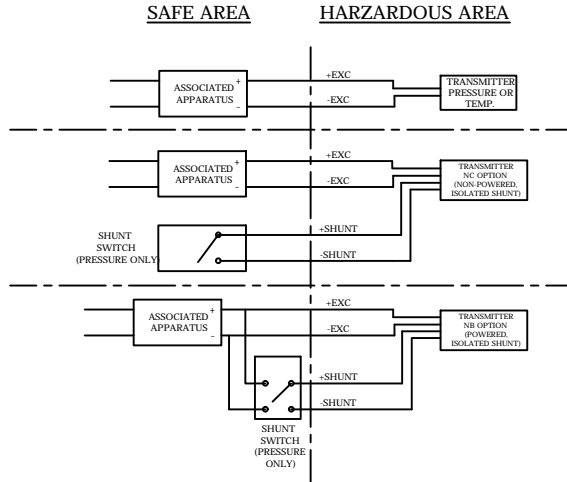 SAFE AREA
HARZARDOUS AREA
ASSOCIATED
APPARATUS
+
-
+EXC
-EXC
TRANSMITTER
PRESSURE OR
TEMP.
ASSOCIATED
APPARATUS
+
-
+EXC
-EXC
TRANSMITTER
NC OPTION
(NON-POWERED,
ISOLATED SHUNT)
SHUNT
SWITCH
(PRESSURE ONLY)
+SHUNT
-SHUNT
ASSOCIATED
APPARATUS
+
-
+EXC
-EXC
TRANSMITTER
NB OPTION
(POWERED,
ISOLATED SHUNT)
+SHUNT
-SHUNT
SHUNT
SWITCH
(PRESSURE
ONLY)